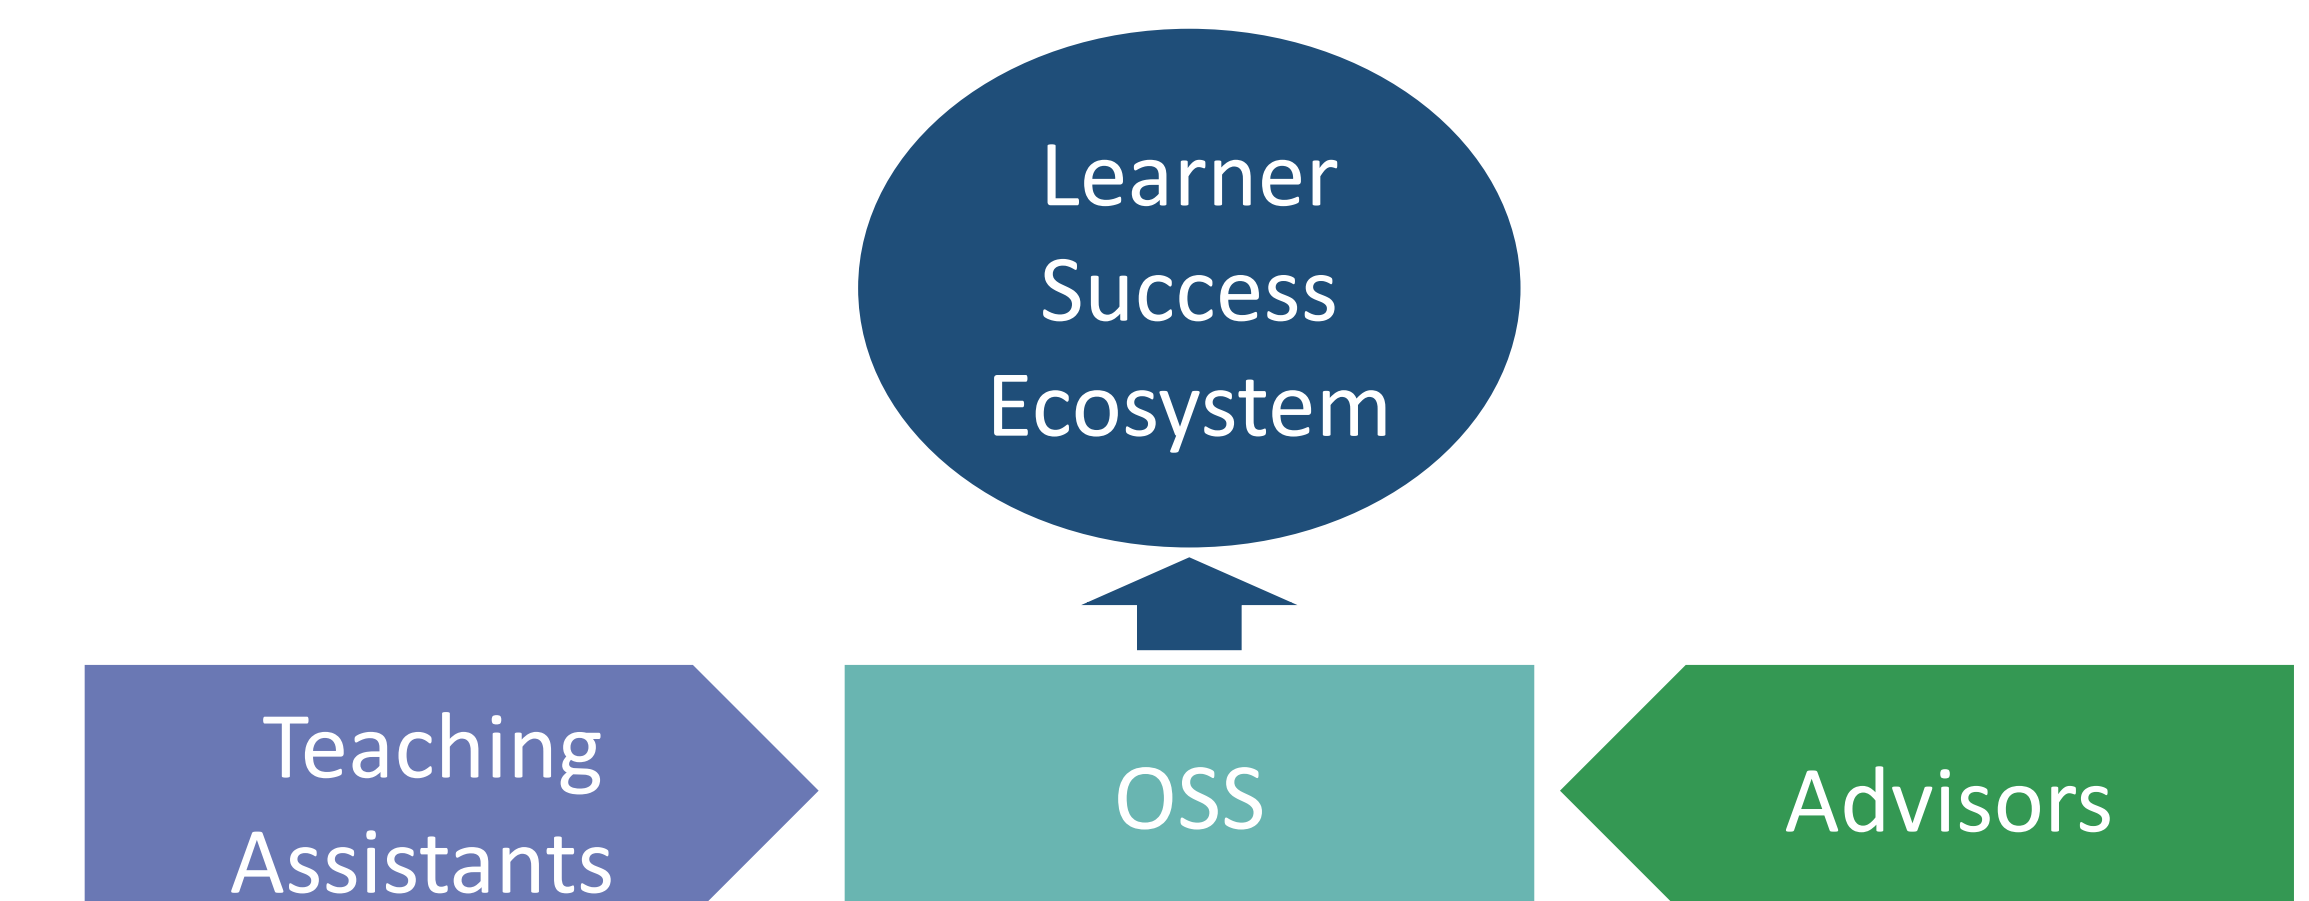 Learner
Success
Ecosystem
Teaching
Assistants
OSS
Advisors